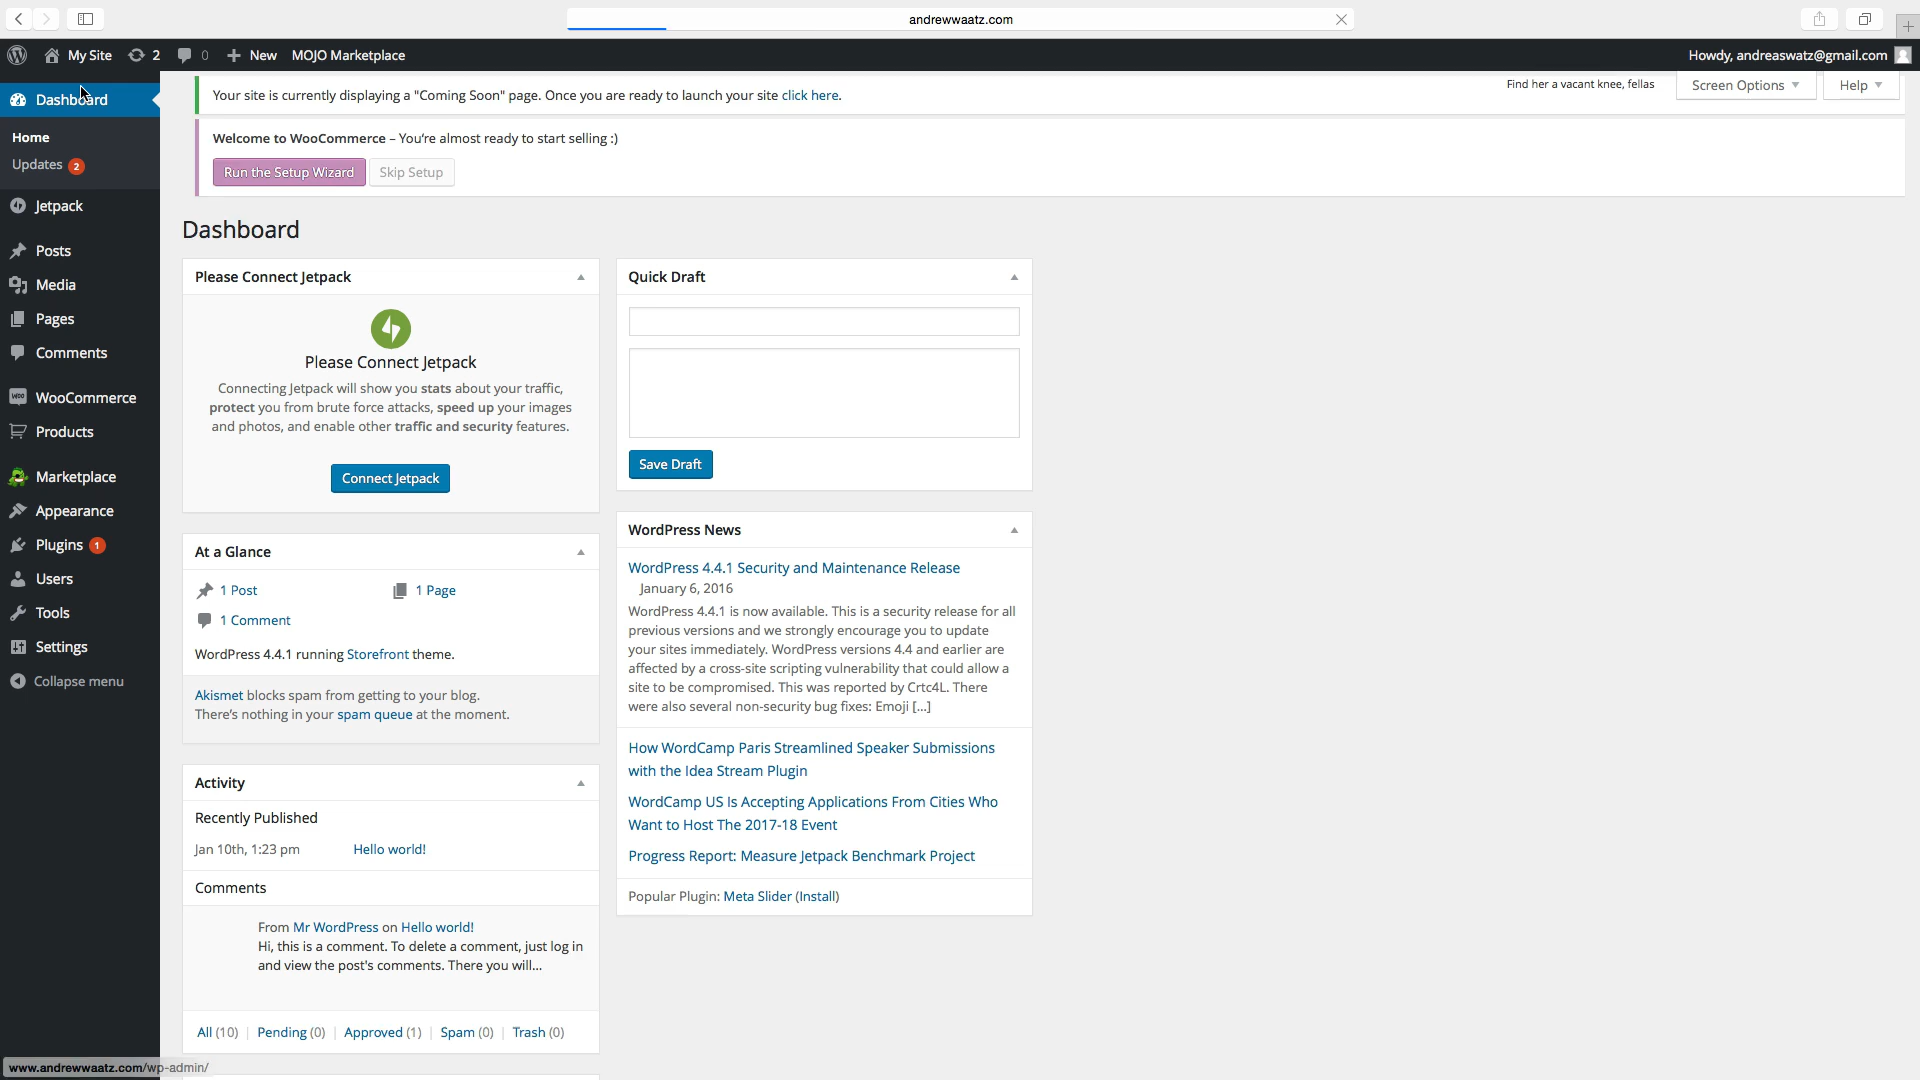 andrewwaatz.com
My Site 2 0 New MOJO Marketplace Howdy, andreaswatz@gmail.com
Dashboard
Home
Updates 2
Jetpack
Posts
Media
Pages
Comments
WooCommerce
Products
Marketplace
Appearance
Plugins 1
Users
Tools
Settings
Collapse menu
Your site is currently displaying a "Coming Soon" page. Once you are ready to launch your site click here.
Find her a vacant knee, fellas
Screen Options
Help
Welcome to WooCommerce – You're almost ready to start selling :)
Run the Setup Wizard Skip Setup
Dashboard
Please Connect Jetpack
Please Connect Jetpack
Connecting Jetpack will show you stats about your traffic,
protect you from brute force attacks, speed up your images
and photos, and enable other traffic and security features.
Connect Jetpack
At a Glance
1 Post 1 Page
1 Comment
WordPress 4.4.1 running Storefront theme.
Akismet blocks spam from getting to your blog.
There's nothing in your spam queue at the moment.
Activity
Recently Published
Jan 10th, 1:23 pm Hello world!
Comments
From Mr WordPress on Hello world!
Hi, this is a comment. To delete a comment, just log in
and view the post's comments. There you will...
All (10) | Pending (0) | Approved (1) | Spam (0) | Trash (0)
Quick Draft
Save Draft
WordPress News
WordPress 4.4.1 Security and Maintenance Release
January 6, 2016
WordPress 4.4.1 is now available. This is a security release for all
previous versions and we strongly encourage you to update
your sites immediately. WordPress versions 4.4 and earlier are
affected by a cross-site scripting vulnerability that could allow a
site to be compromised. This was reported by Crtc4L. There
were also several non-security bug fixes: Emoji [...]
How WordCamp Paris Streamlined Speaker Submissions
with the Idea Stream Plugin
WordCamp US Is Accepting Applications From Cities Who
Want to Host The 2017-18 Event
Progress Report: Measure Jetpack Benchmark Project
Popular Plugin: Meta Slider (Install)
www.andrewwaatz.com/wp-admin/